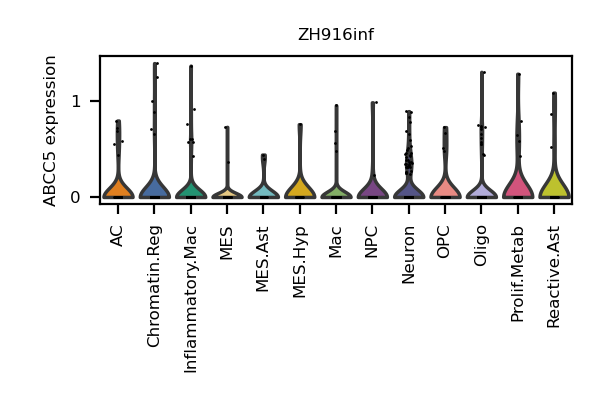 ZH916inf
ABCC5 expression
1
0
AC
Chromatin.Reg
Inflammatory.Mac
MES
MES.Ast
MES.Hyp
Mac
NPC
Neuron
OPC
Oligo
Prolif.Metab
Reactive.Ast